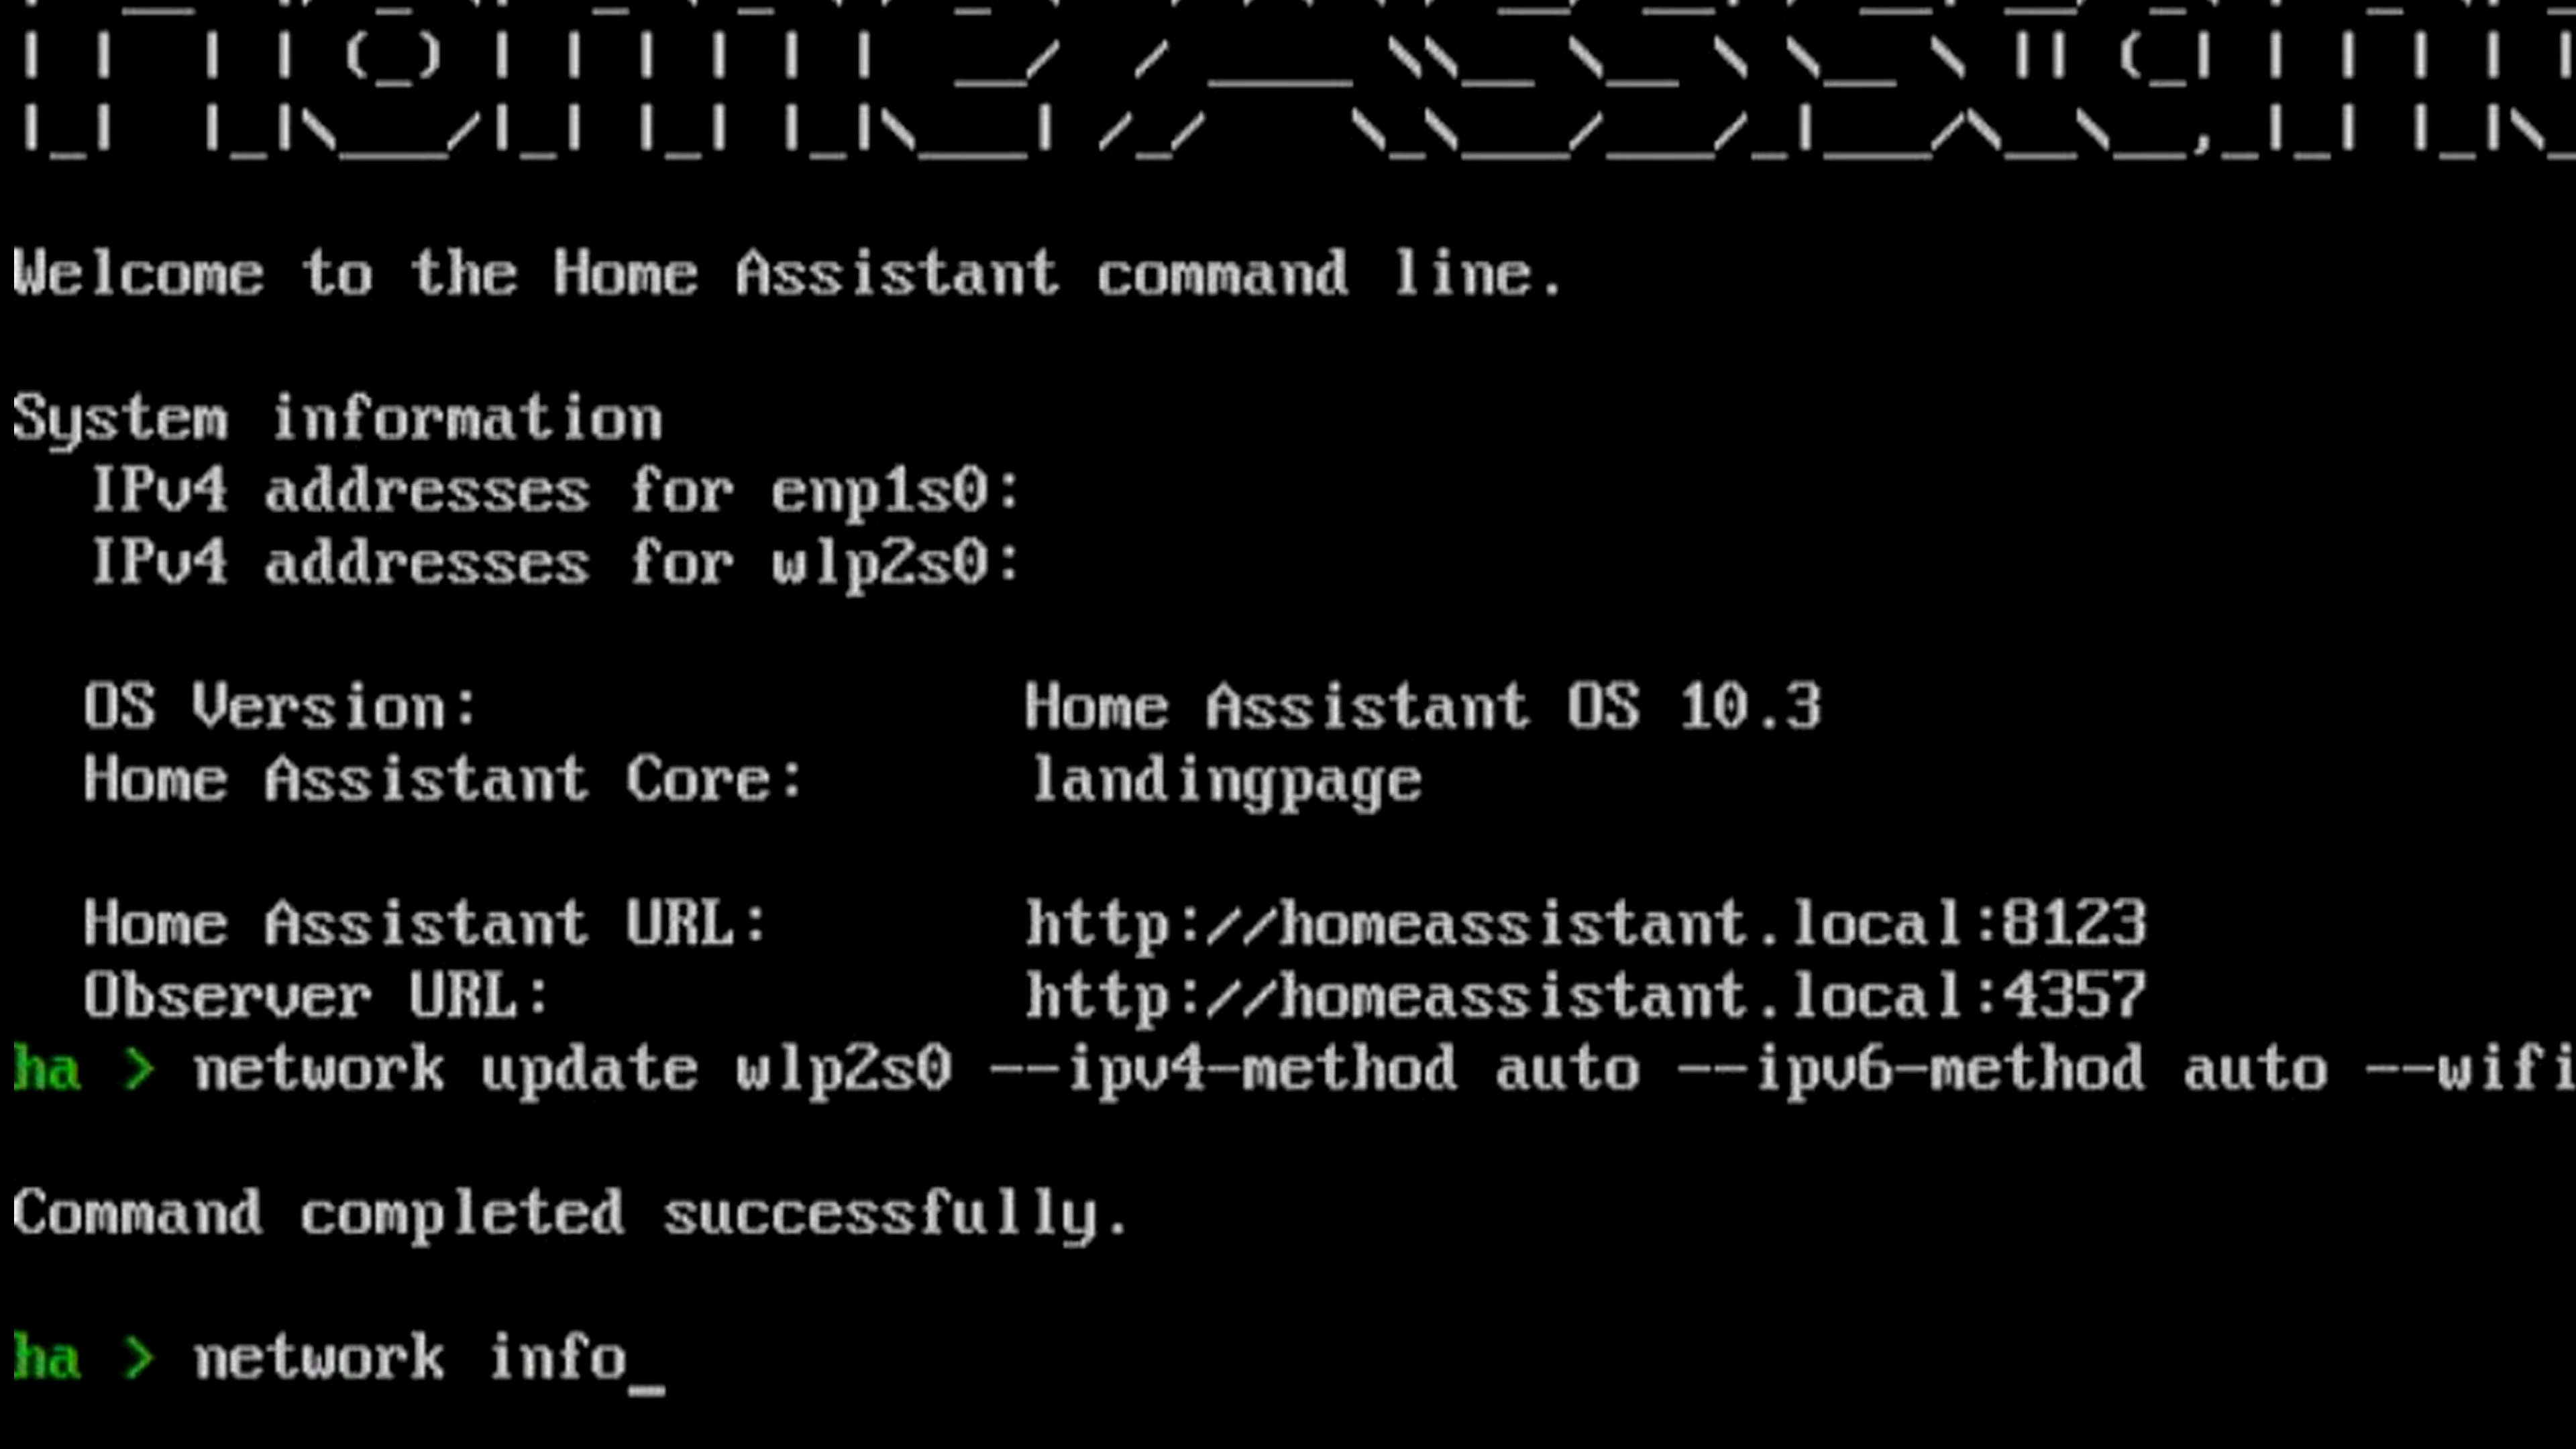 Welcome to the Home Assistant command line.
System information
IPv4 addresses for enp1s0:
IPv4 addresses for wlp2s0:
OS Version: Home Assistant OS 10.3
Home Assistant Core: landingpage
Home Assistant URL: http://homeassistant.local:8123
Observer URL: http://homeassistant.local:4357
ha > network update wlp2s0 --ipv4-method auto --ipv6-method auto --wifi
Command completed successfully.
ha > network info_